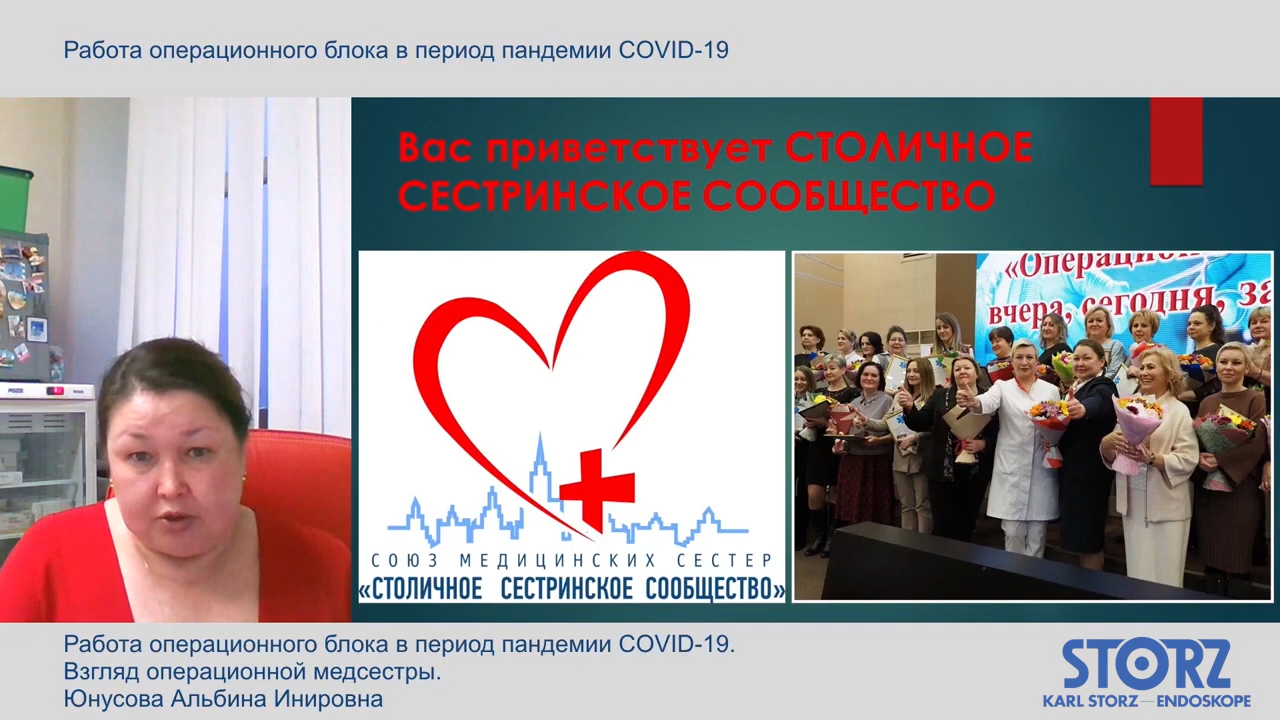 Работа операционного блока в период пандемии COVID-19
Вас приветствует СТОЛИЧНОЕ
СЕСТРИНСКОЕ СООБЩЕСТВО
СОЮЗ МЕДИЦИНСКИХ СЕСТЕР
«СТОЛИЧНОЕ СЕСТРИНСКОЕ СООБЩЕСТВО»
вчера, сегодня,
Работа операционного блока в период пандемии COVID-19.
Взгляд операционной медсестры.
Юнусова Альбина Инировна
STORZ
KARL STORZ—ENDOSKOPE